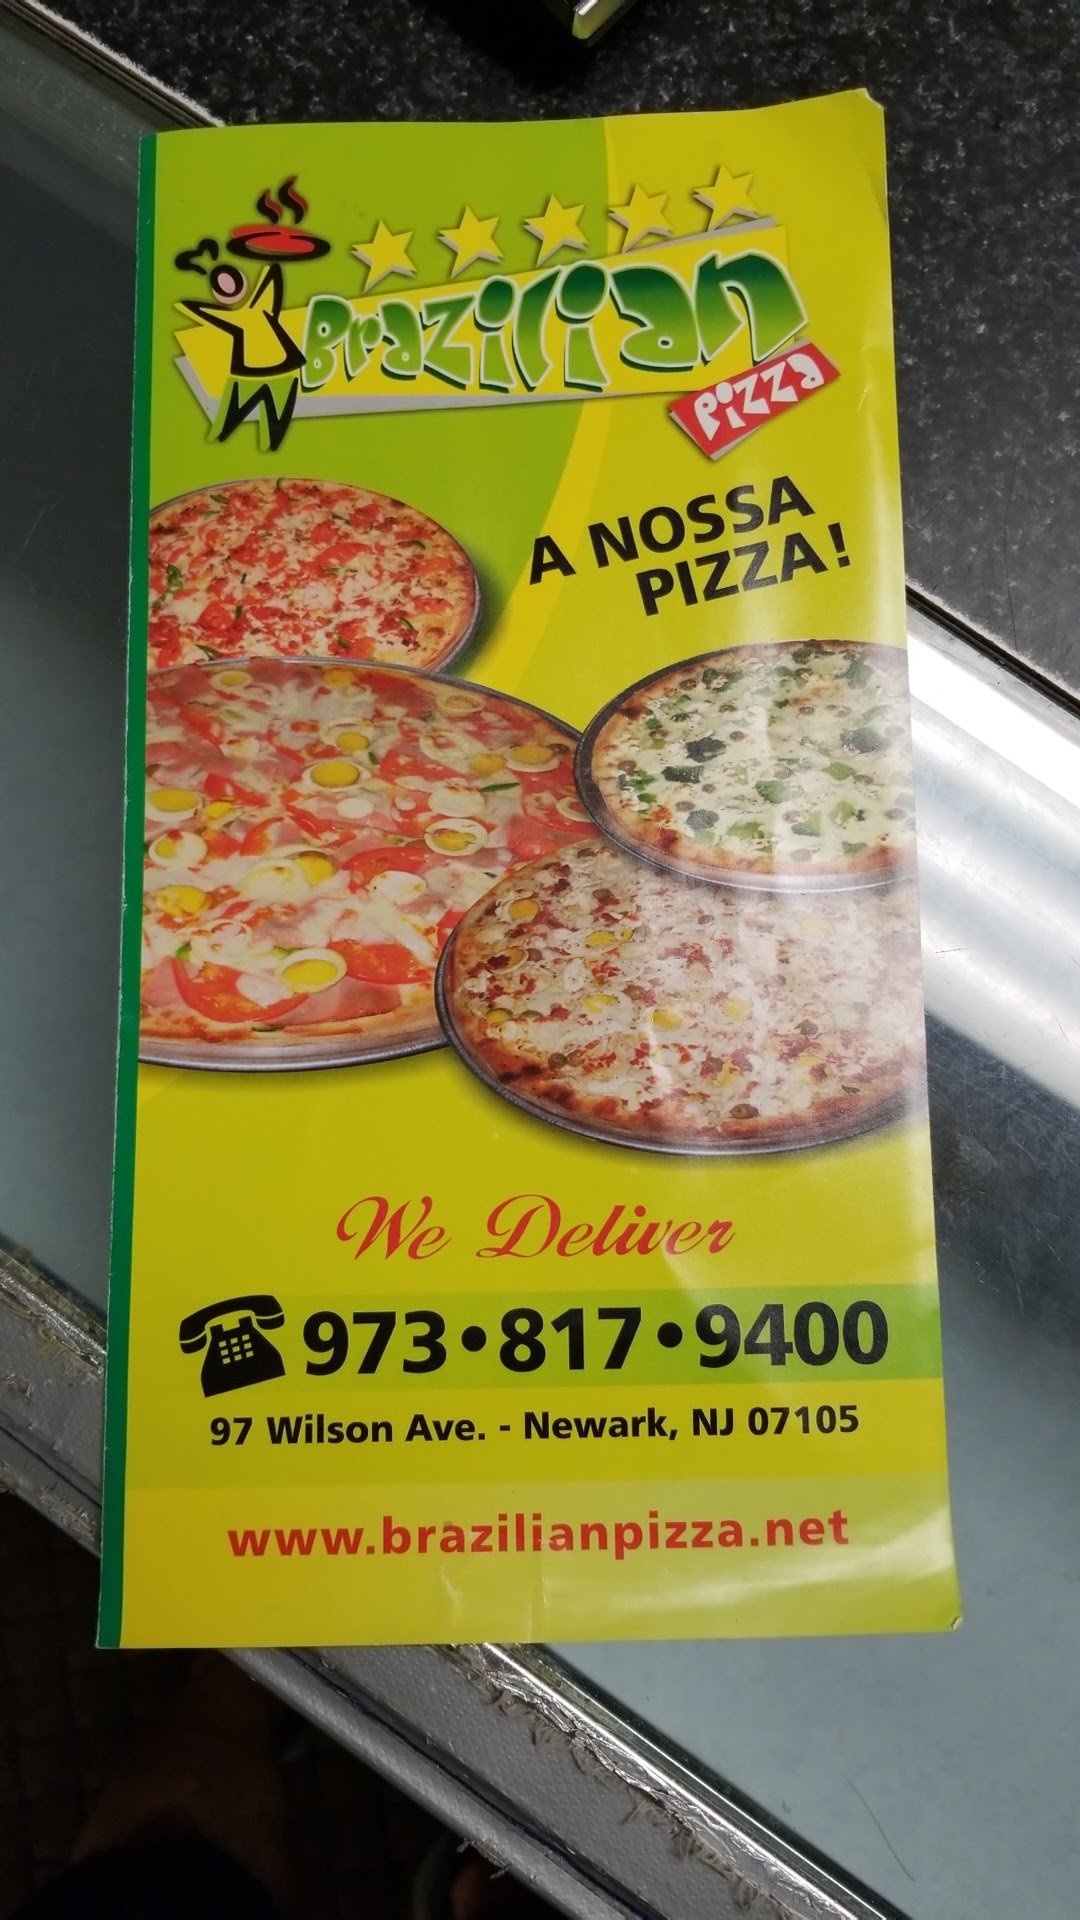 Brazilian
Pizza
A NOSSA
PIZZA!
We Deliver
973•817•9400
97 Wilson Ave. - Newark, NJ 07105
www.brazilianpizza.net